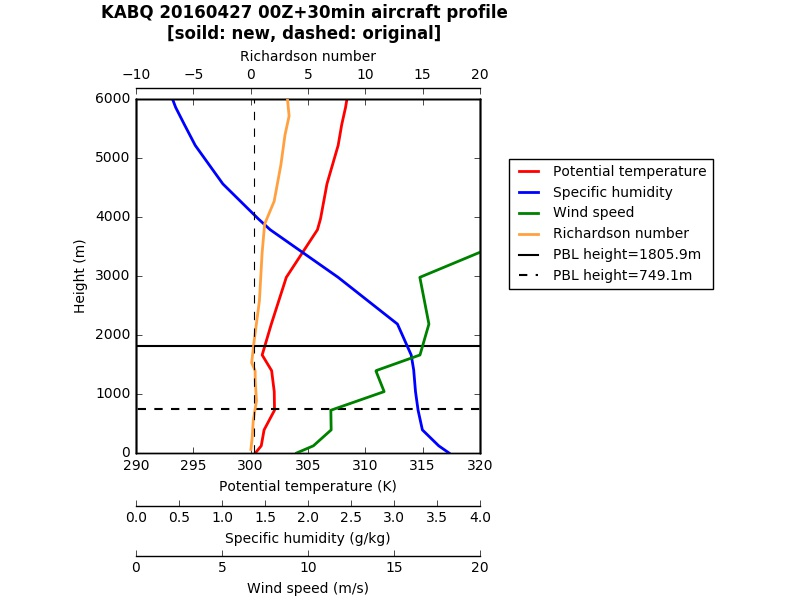 KABQ 20160427 00Z+30min aircraft profile
[soild: new, dashed: original]
Richardson number
−10 −5 0 5 10 15 20
6000
5000
4000
3000
2000
1000
0
Height (m)
290 295 300 305 310 315 320
Potential temperature (K)
0.0 0.5 1.0 1.5 2.0 2.5 3.0 3.5 4.0
Specific humidity (g/kg)
0 5 10 15 20
Wind speed (m/s)
Potential temperature
Specific humidity
Wind speed
Richardson number
PBL height=1805.9m
PBL height=749.1m